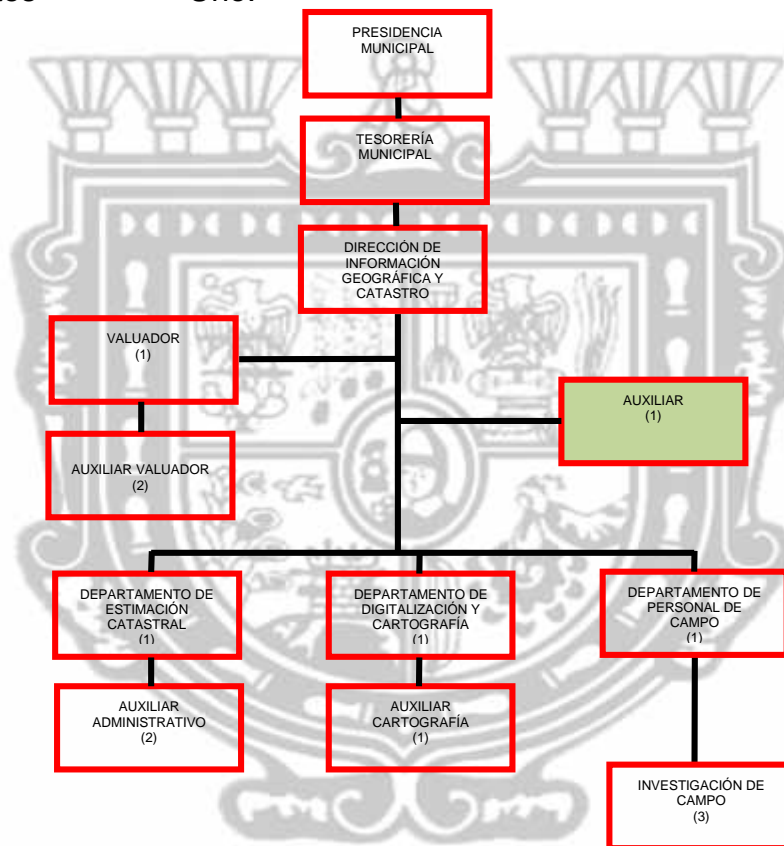 PRESIDENCIA
MUNICIPAL
TESORERÍA
MUNICIPAL
DIRECCIÓN DE
INFORMACIÓN
GEOGRÁFICA Y
CATASTRO
VALUADOR
(1)
AUXILIAR
(1)
AUXILIAR VALUADOR
(2)
DEPARTAMENTO DE
ESTIMACIÓN
CATASTRAL
(1)
DEPARTAMENTO DE
DIGITALIZACIÓN Y
CARTOGRAFÍA
(1)
DEPARTAMENTO DE
PERSONAL DE
CAMPO
(1)
AUXILIAR
ADMINISTRATIVO
(2)
AUXILIAR
CARTOGRAFÍA
(1)
INVESTIGACIÓN DE
CAMPO
(3)